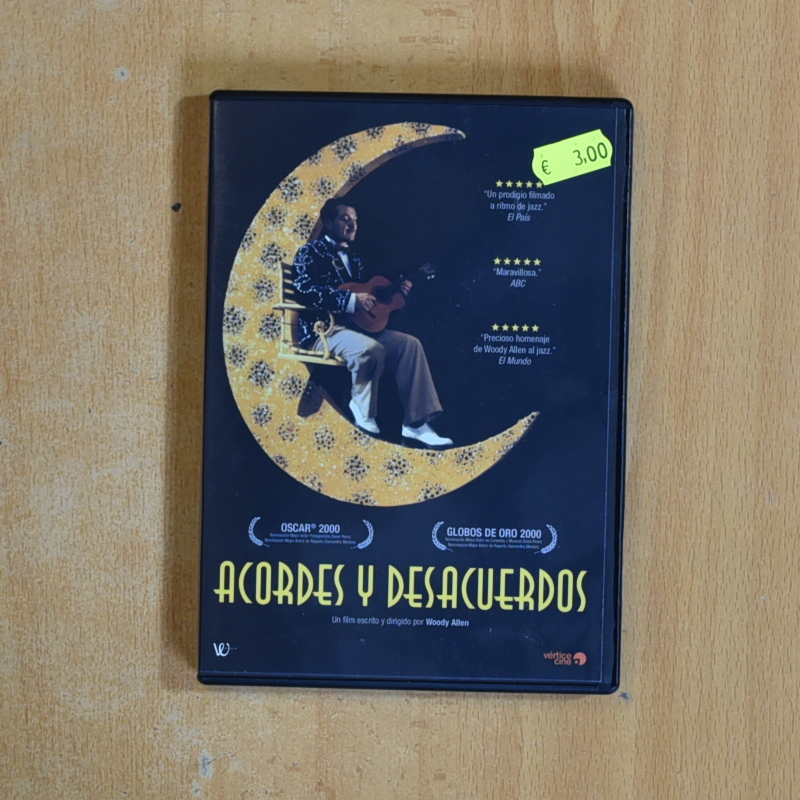 € 3,00
"Un prodigio filmado
a ritmo de jazz."
El País
"Maravillosa."
ABC
"Precioso homenaje
de Woody Allen al jazz."
El Mundo
OSCAR® 2000
GLOBOS DE ORO 2000
ACORDES Y DESACUERDOS
Un film escrito y dirigido por Woody Allen
vértice
cine